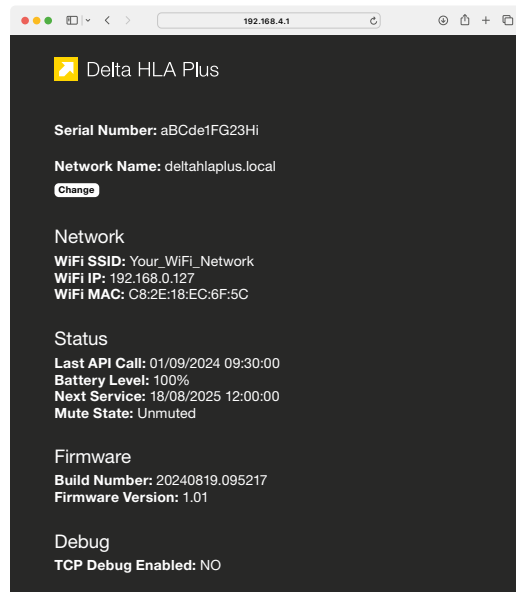 192.168.4.1
Delta HLA Plus
Serial Number: aBCde1FG23Hi
Network Name: deltahlaplus.local
Change
Network
WiFi SSID: Your_WiFi_Network
WiFi IP: 192.168.0.127
WiFi MAC: C8:2E:18:EC:6F:5C
Status
Last API Call: 01/09/2024 09:30:00
Battery Level: 100%
Next Service: 18/08/2025 12:00:00
Mute State: Unmuted
Firmware
Build Number: 20240819.095217
Firmware Version: 1.01
Debug
TCP Debug Enabled: NO